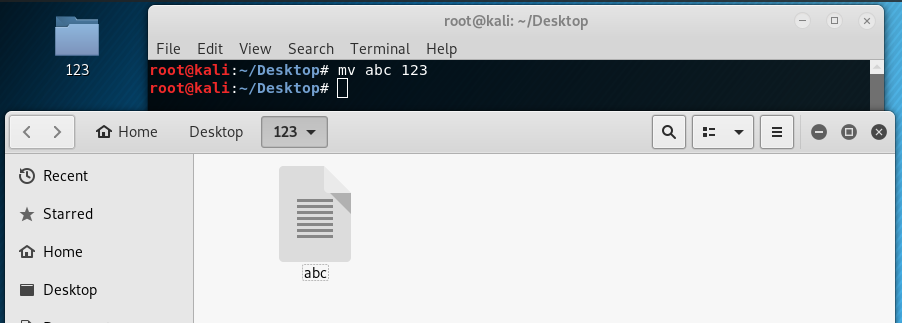 123
root@kali: ~/Desktop
File Edit View Search Terminal Help
root@kali:~/Desktop# mv abc 123
root@kali:~/Desktop#
Home Desktop 123
Recent
Starred
Home
Desktop
abc